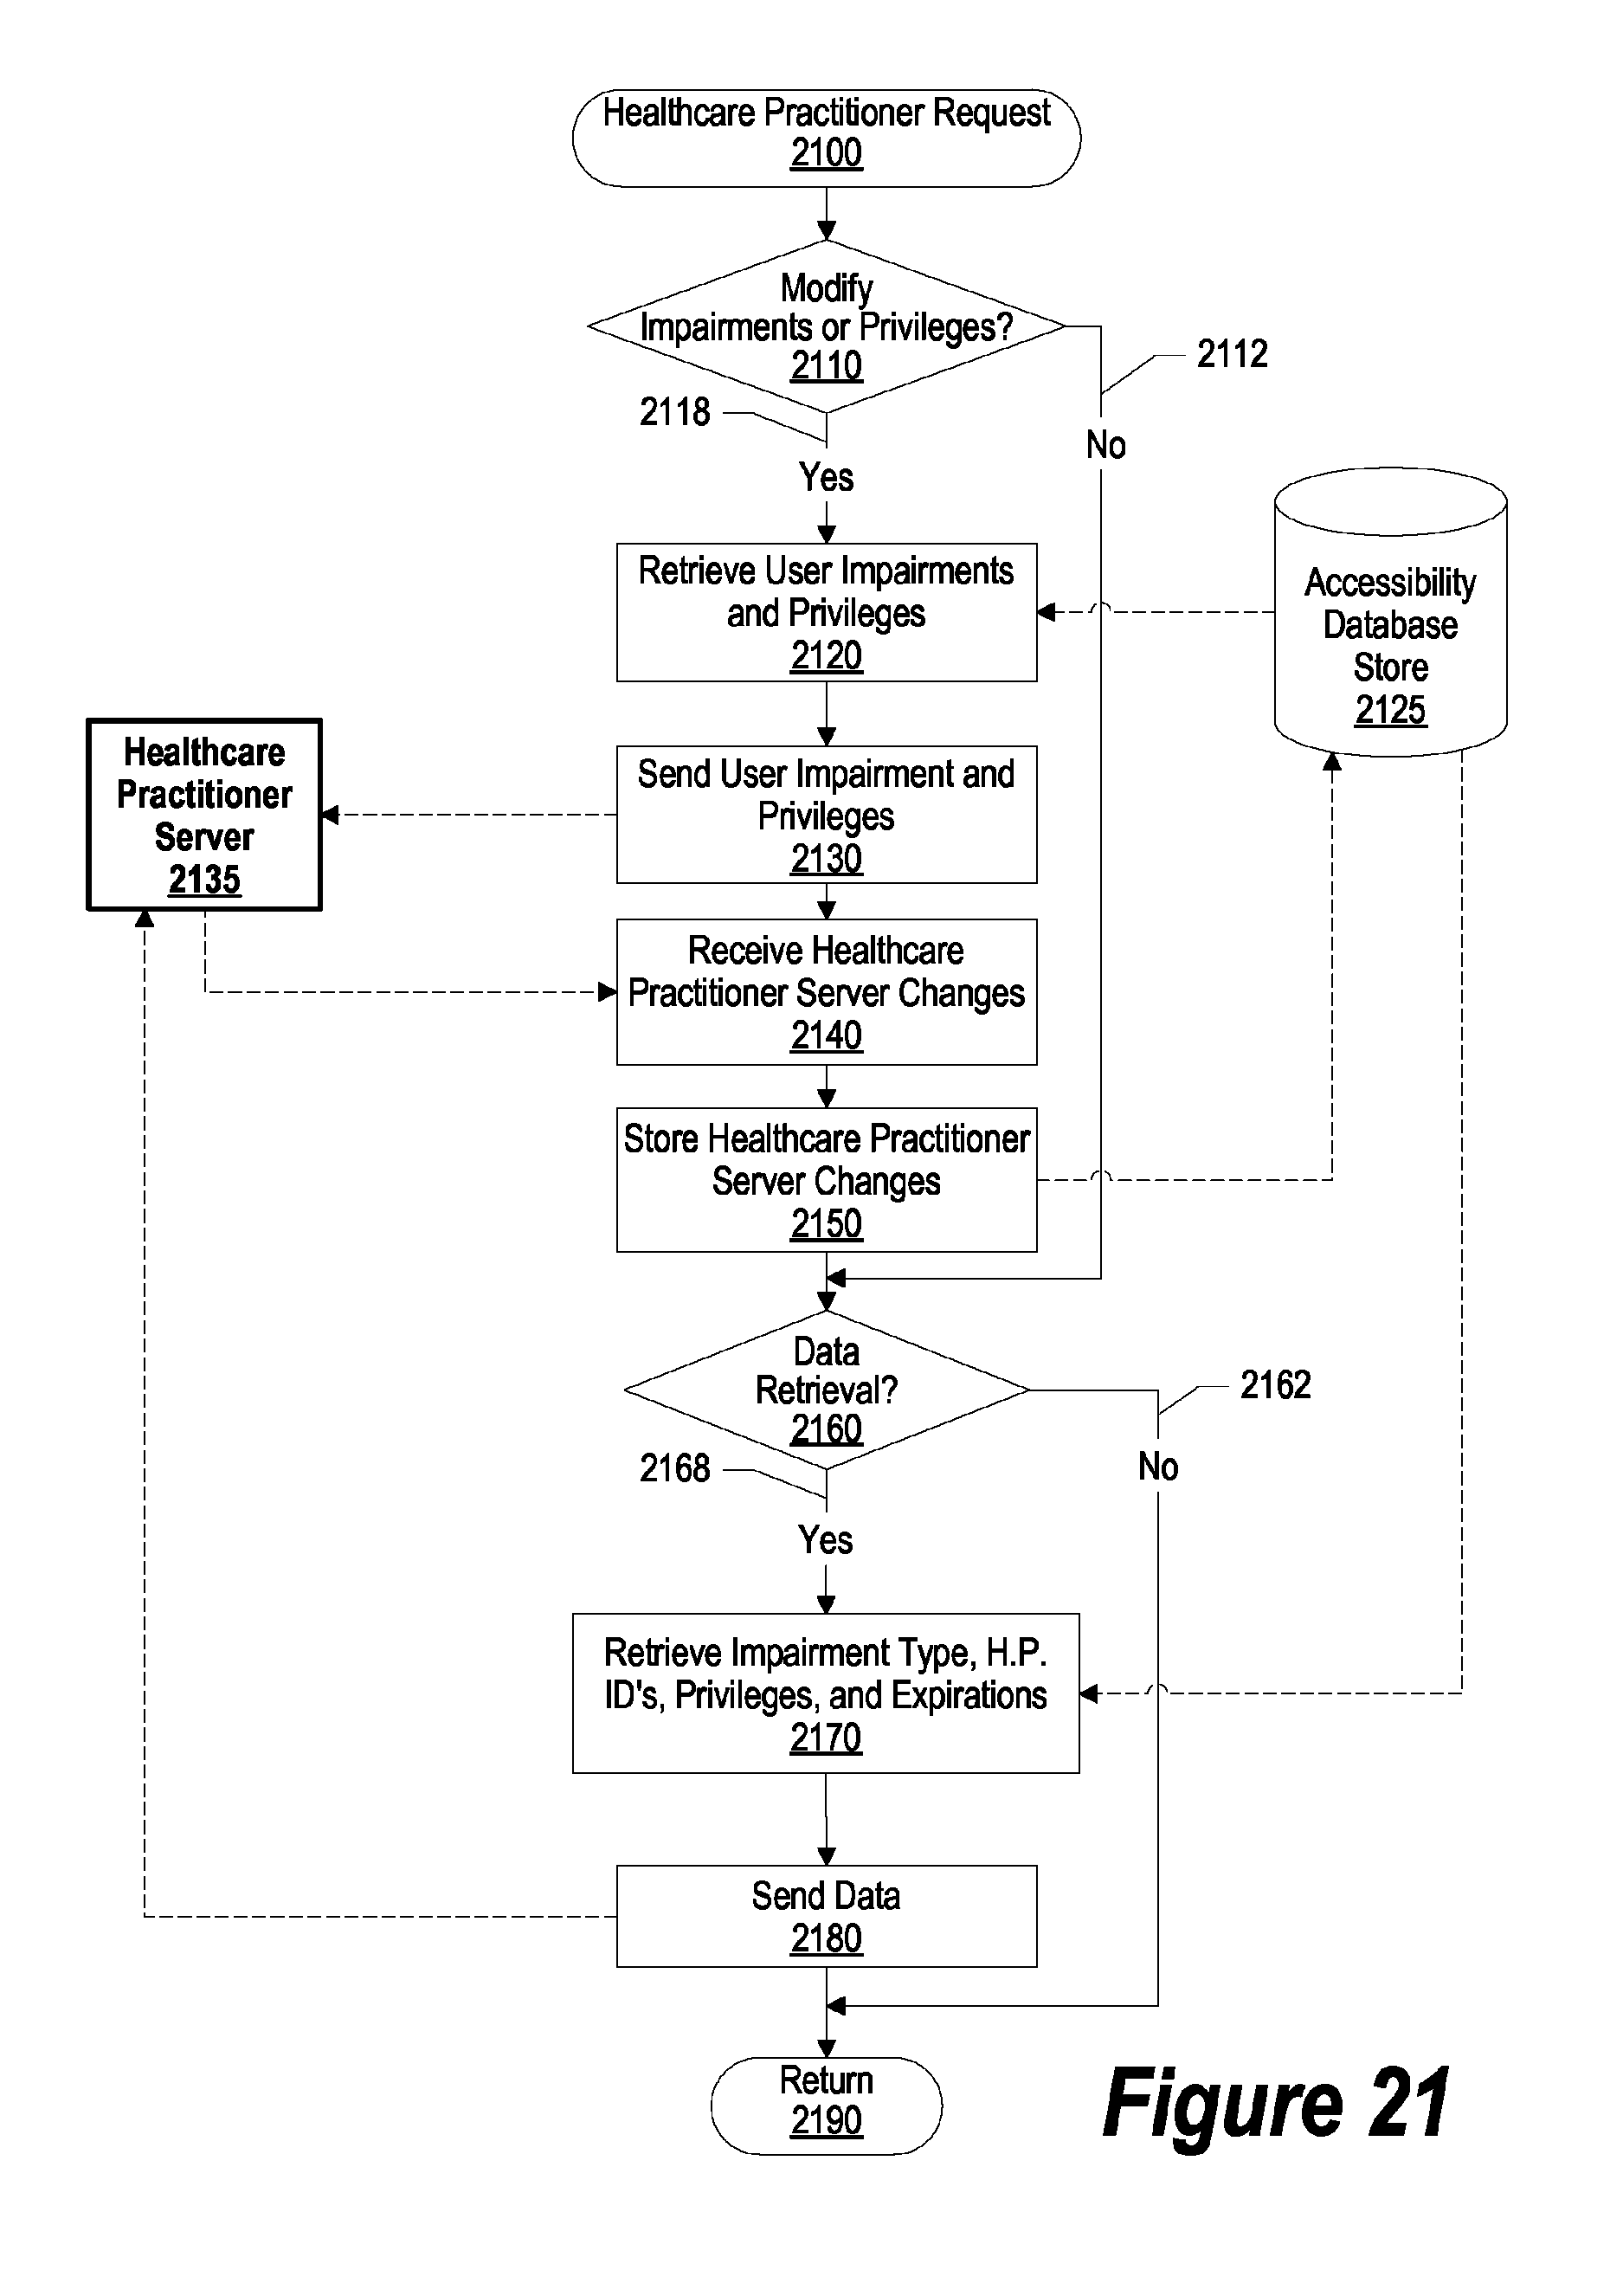 Healthcare Practitioner Request
2100
Modify
Impairments or Privileges?
2110
2112
2118
No
Yes
Retrieve User Impairments
and Privileges
2120
Accessibility
Database
Store
2125
Healthcare
Practitioner
Server
2135
Send User Impairment and
Privileges
2130
Receive Healthcare
Practitioner Server Changes
2140
Store Healthcare Practitioner
Server Changes
2150
Data
Retrieval?
2160
2162
2168
No
Yes
Retrieve Impairment Type, H.P.
ID's, Privileges, and Expirations
2170
Send Data
2180
Return
2190
Figure 21